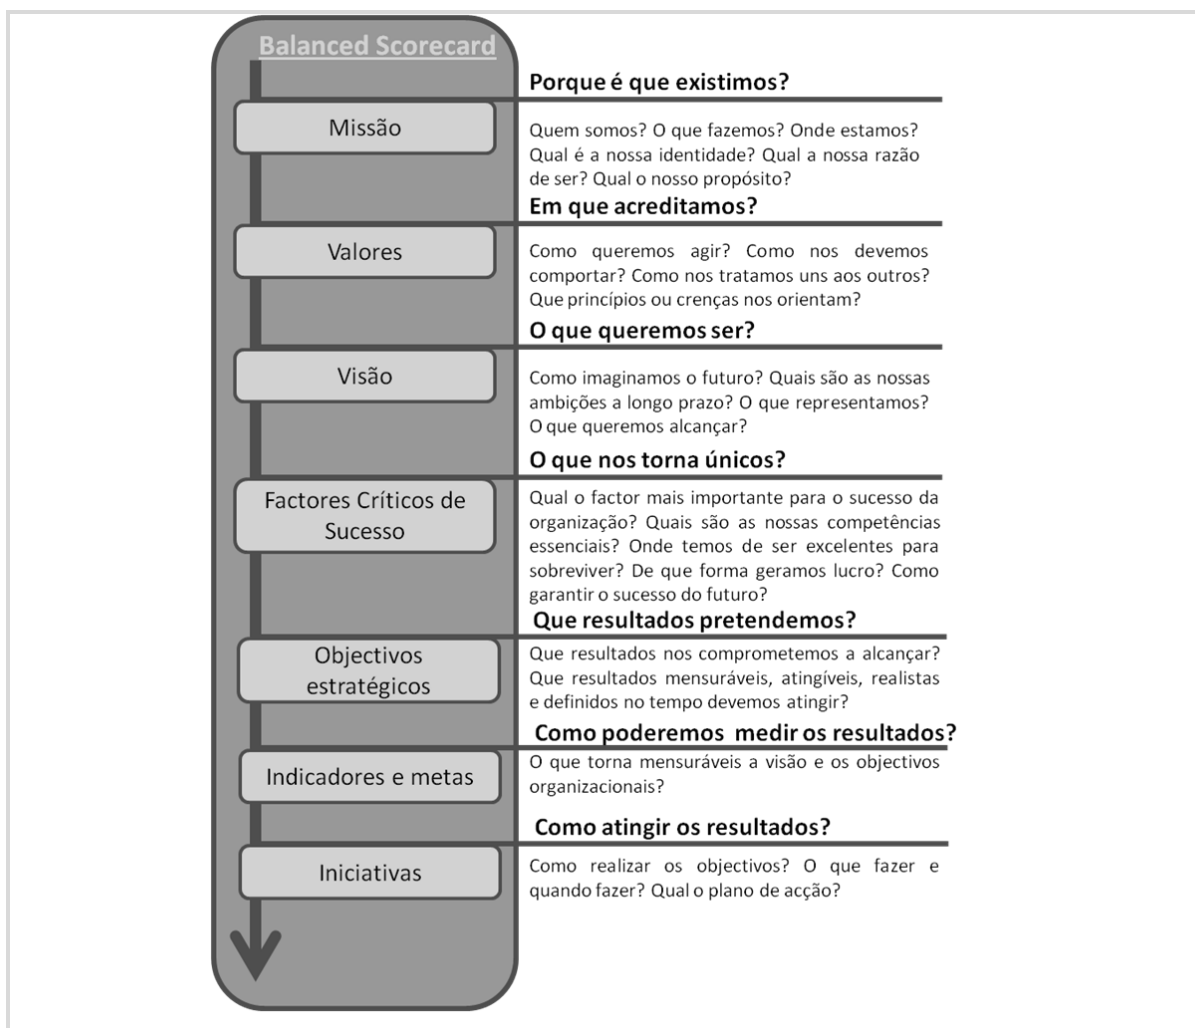 Balanced Scorecard
Porque é que existimos?
Missão
Quem somos? O que fazemos? Onde estamos?
Qual é a nossa identidade? Qual a nossa razão
de ser? Qual o nosso propósito?
Em que acreditamos?
Valores
Como queremos agir? Como nos devemos
comportar? Como nos tratamos uns aos outros?
Que princípios ou crenças nos orientam?
O que queremos ser?
Visão
Como imaginamos o futuro? Quais são as nossas
ambições a longo prazo? O que representamos?
O que queremos alcançar?
O que nos torna únicos?
Factores Críticos de
Sucesso
Qual o factor mais importante para o sucesso da
organização? Quais são as nossas competências
essenciais? Onde temos de ser excelentes para
sobreviver? De que forma geramos lucro? Como
garantir o sucesso do futuro?
Que resultados pretendemos?
Objectivos
estratégicos
Que resultados nos comprometemos a alcançar?
Que resultados mensuráveis, atingíveis, realistas
e definidos no tempo devemos atingir?
Como poderemos medir os resultados?
Indicadores e metas
O que torna mensuráveis a visão e os objectivos
organizacionais?
Como atingir os resultados?
Iniciativas
Como realizar os objectivos? O que fazer e
quando fazer? Qual o plano de acção?